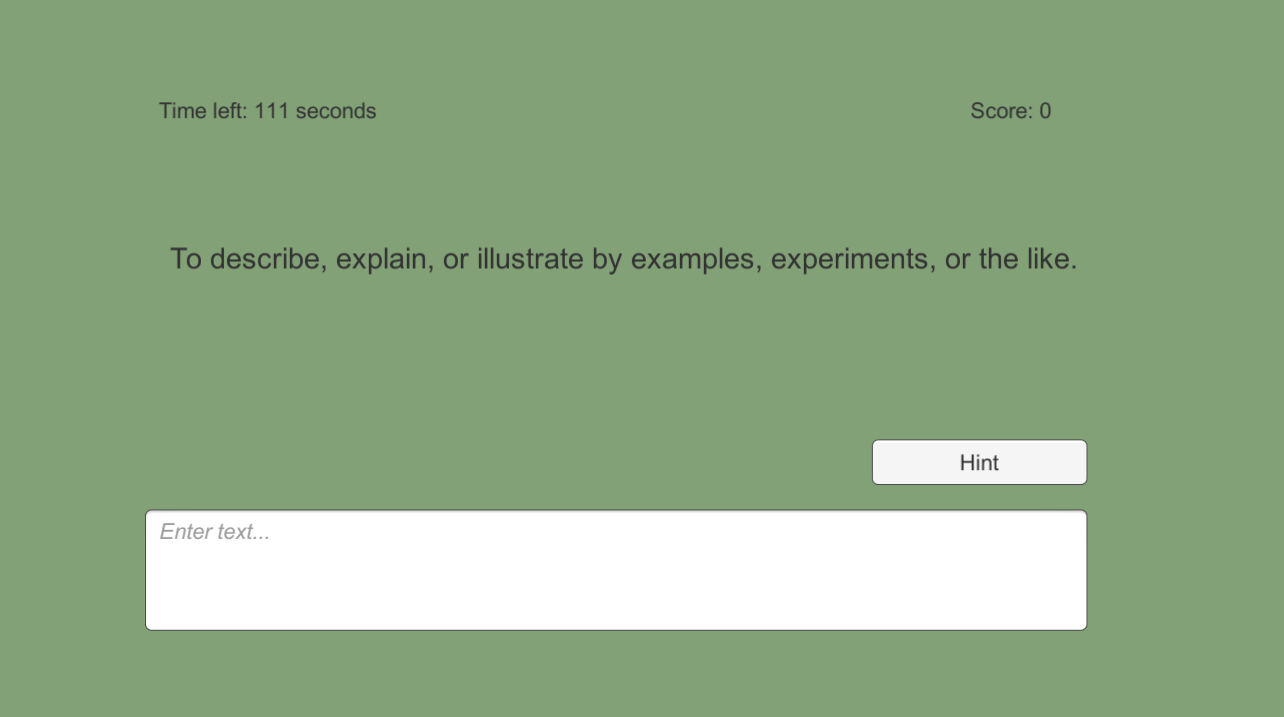 Time left: 111 seconds
Score: 0
To describe, explain, or illustrate by examples, experiments, or the like.
Hint
Enter text...